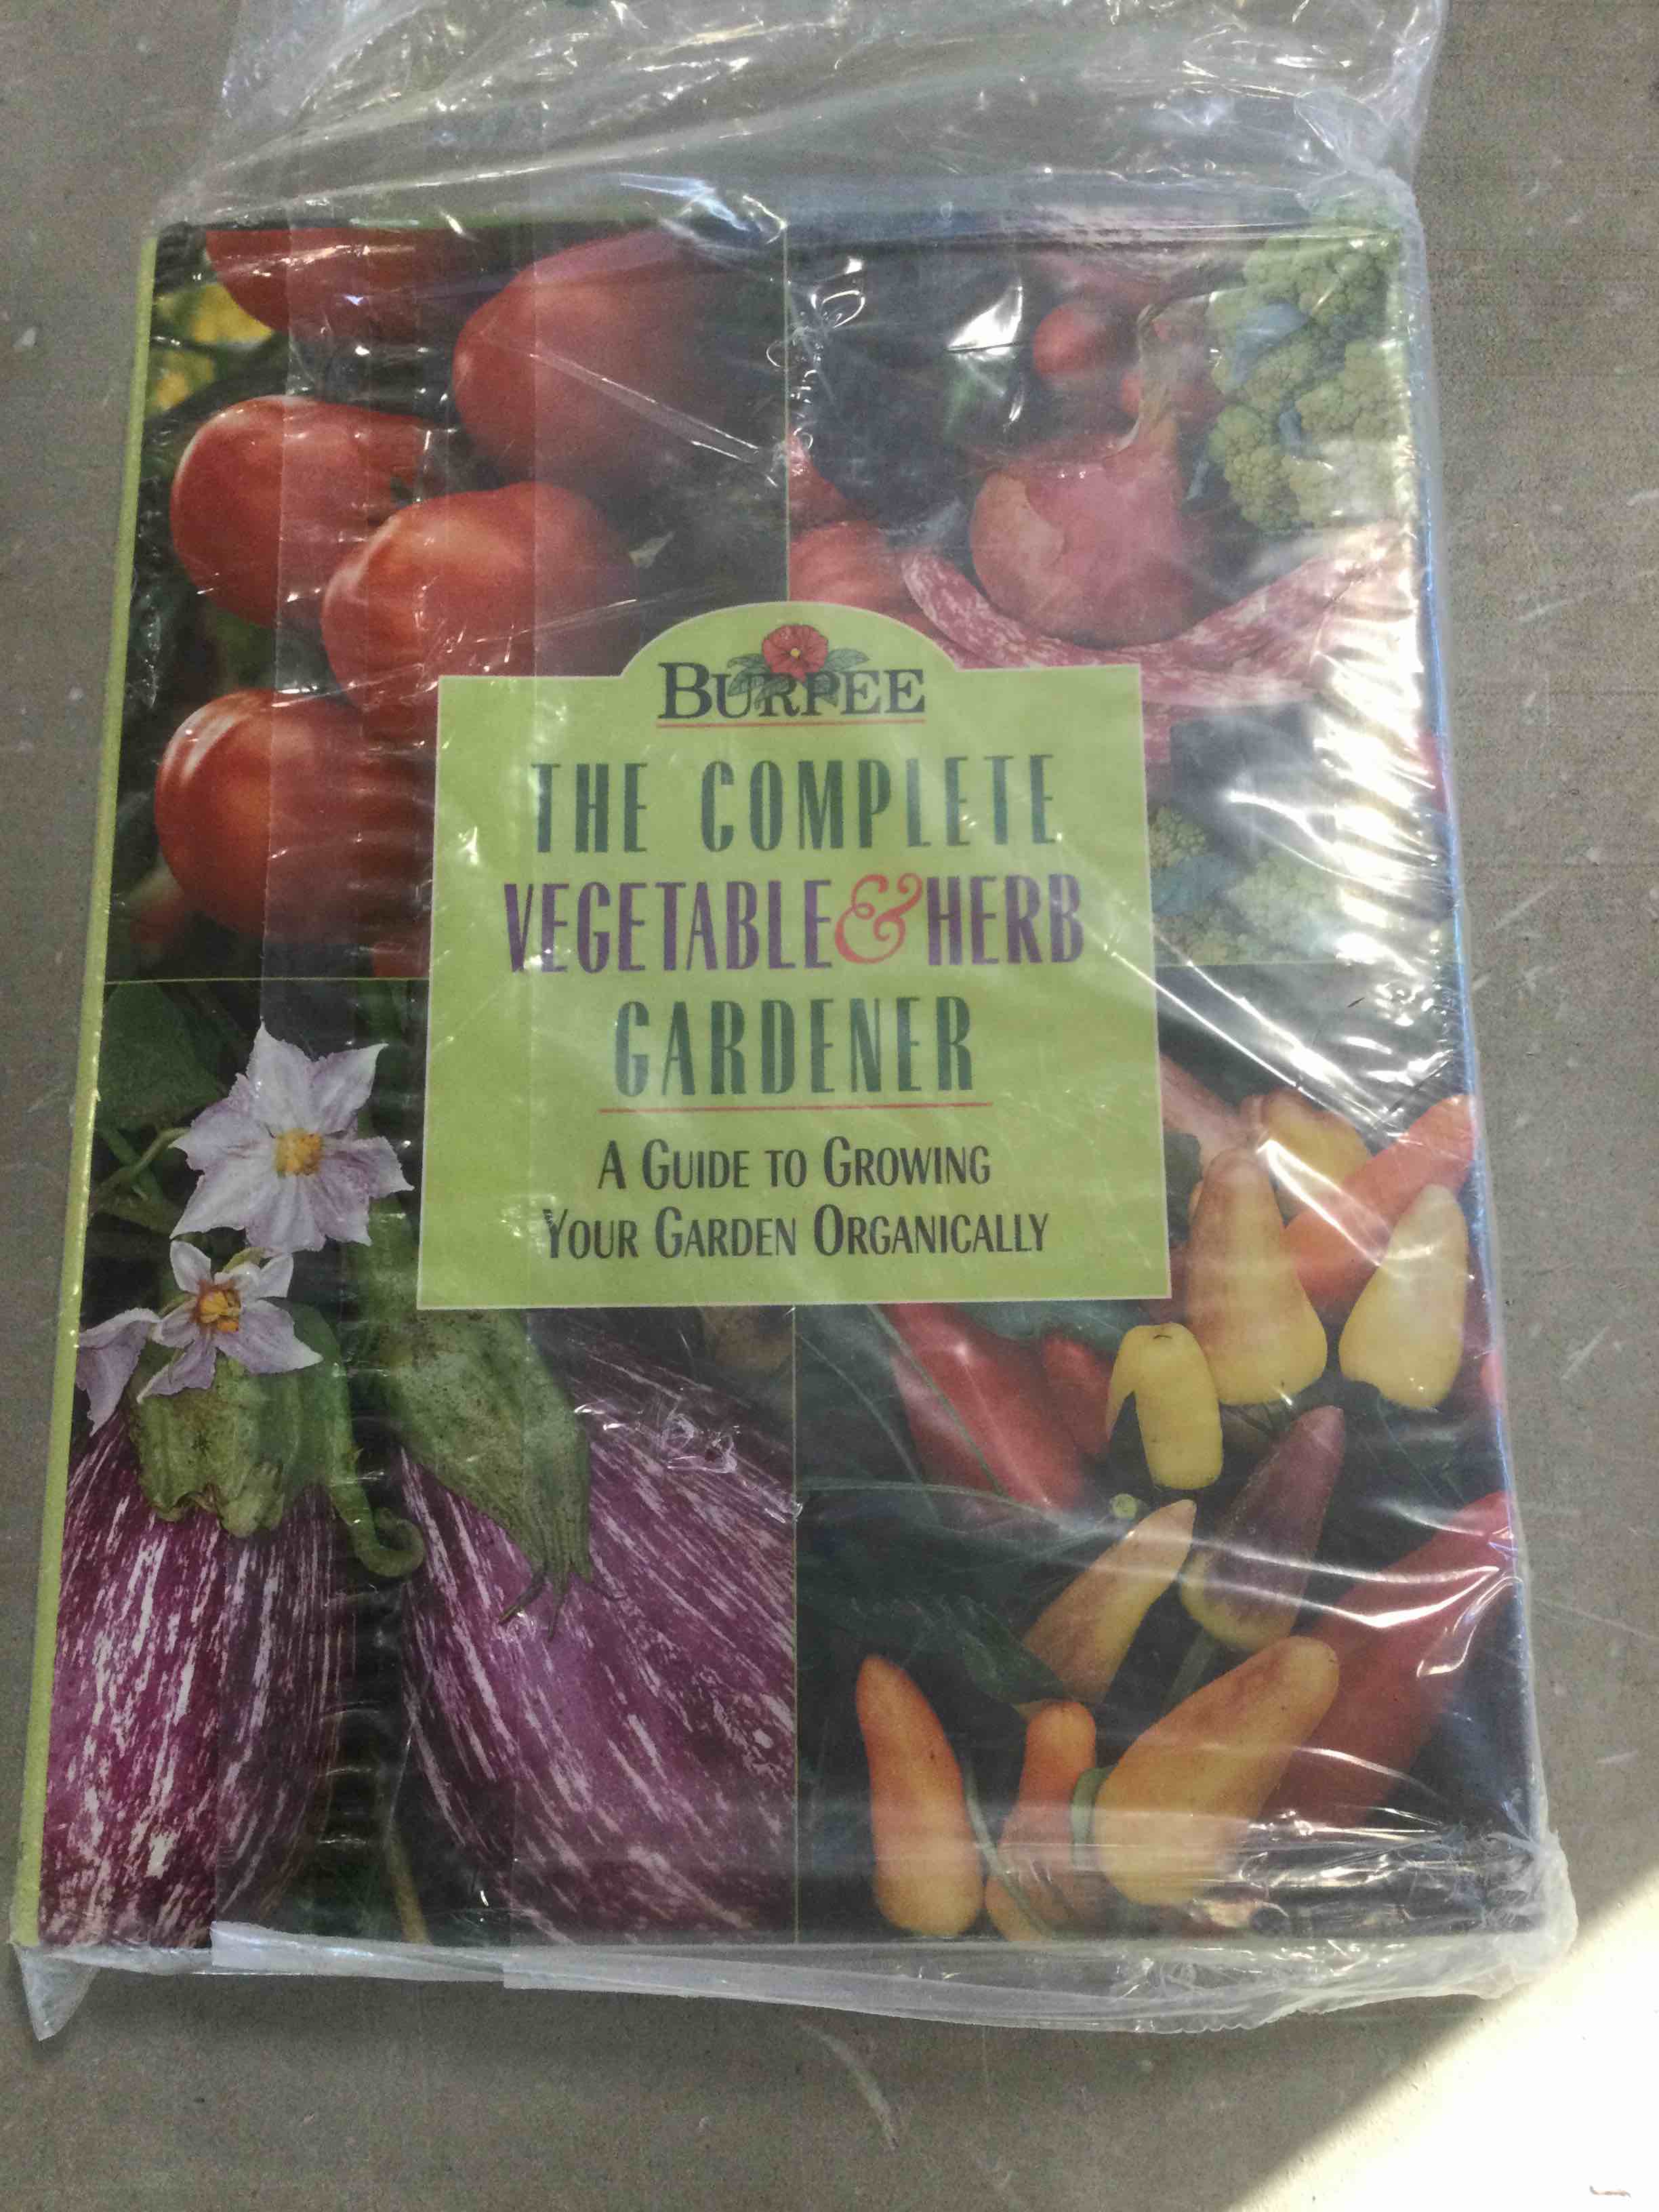 BURPEE
THE COMPLETE
VEGETABLE & HERB
GARDENER
A GUIDE TO GROWING
YOUR GARDEN ORGANICALLY